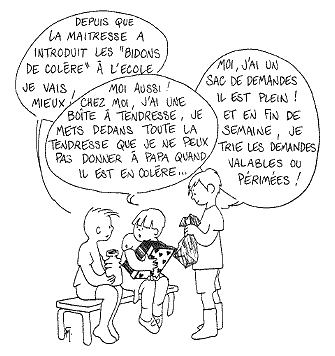 DEPUIS QUE
LA MAITRESSE A
INTRODUIT LES "BIDONS
DE COLÈRE" À L'ÉCOLE
JE VAIS
MIEUX!
MOI AUSSI!
CHEZ MOI, J'AI UNE
BOÎTE À TENDRESSE, JE
METS DEDANS TOUTE LA
TENDRESSE QUE JE NE PEUX
PAS DONNER À PAPA QUAND
IL EST EN COLÈRE...
MOI, J'AI UN
SAC DE DEMANDES
IL EST PLEIN!
ET EN FIN DE
SEMAINE, JE
TRIE LES DEMANDES
VALABLES OU
PÉRIMÉES!